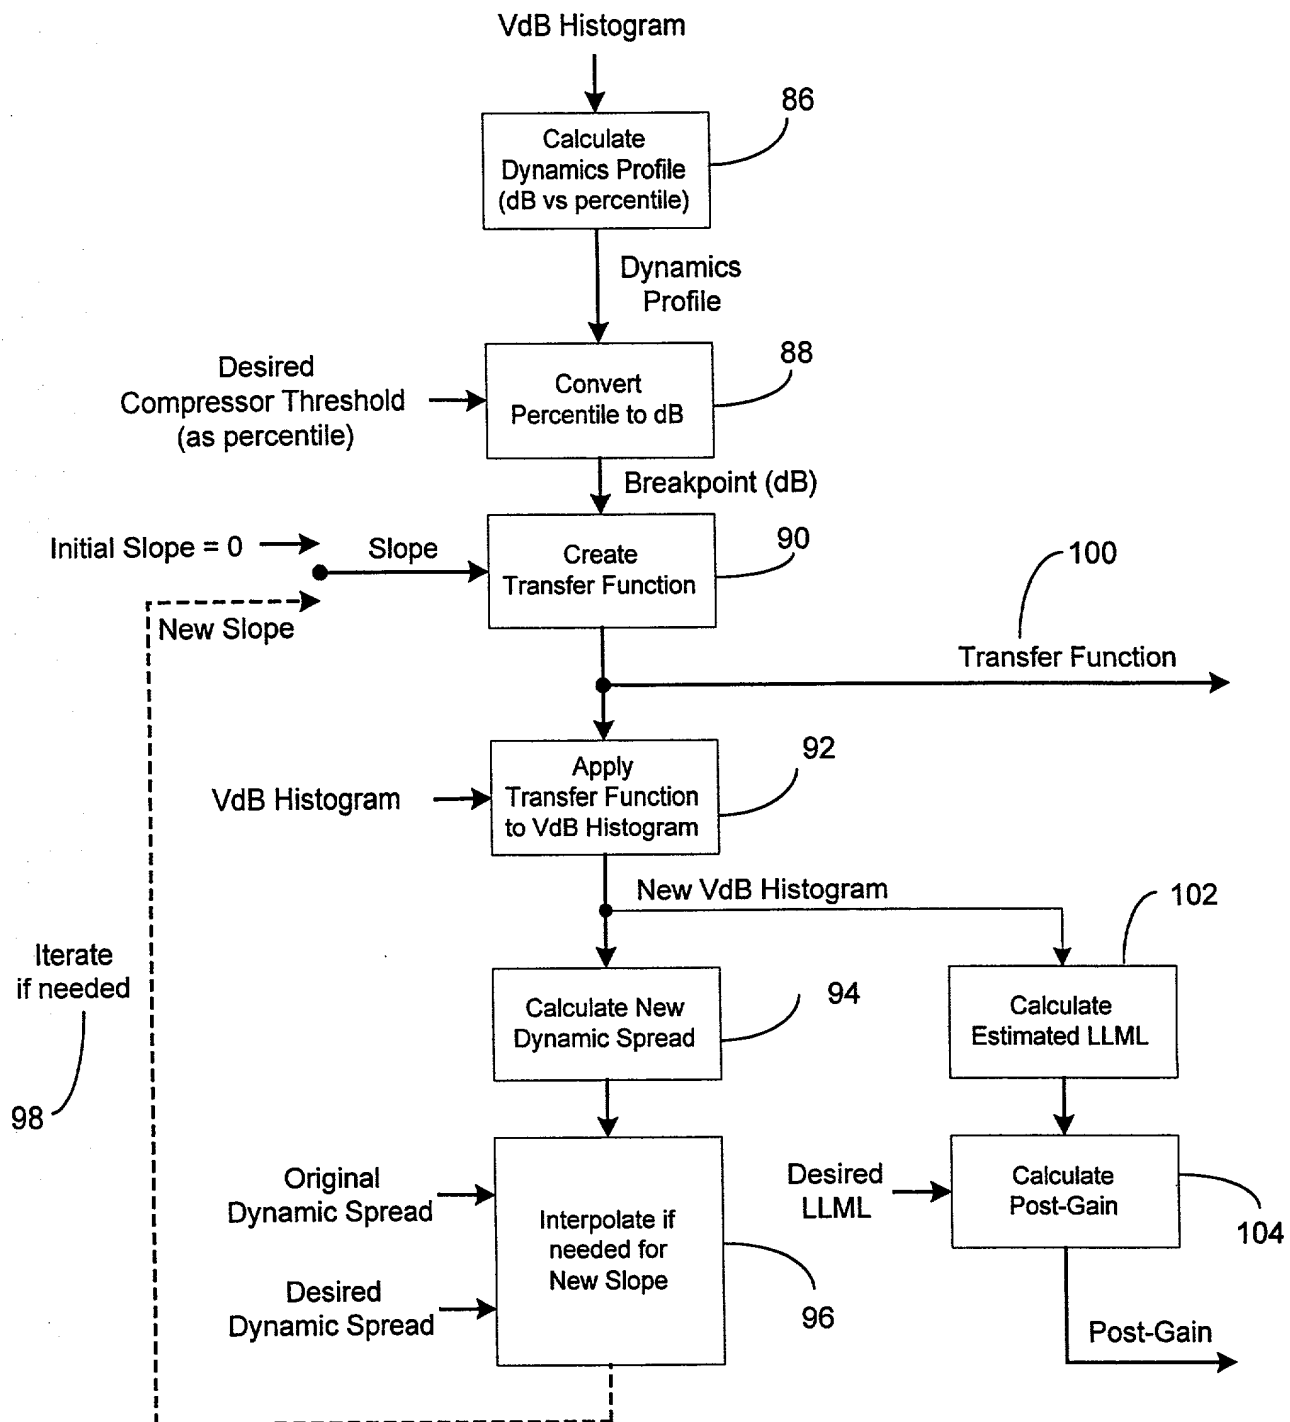 VdB Histogram
86
Calculate
Dynamics Profile
(dB vs percentile)
Dynamics
Profile
88
Desired
Compressor Threshold
(as percentile)
Convert
Percentile to dB
Breakpoint (dB)
90
Initial Slope = 0
Slope
Create
Transfer Function
100
New Slope
Transfer Function
92
Apply
Transfer Function
to VdB Histogram
VdB Histogram
New VdB Histogram
102
Iterate
if needed
94
Calculate New
Dynamic Spread
Calculate
Estimated LLML
98
Original
Dynamic Spread
Interpolate if
needed for
New Slope
Desired
LLML
Calculate
Post-Gain
104
Desired
Dynamic Spread
96
Post-Gain